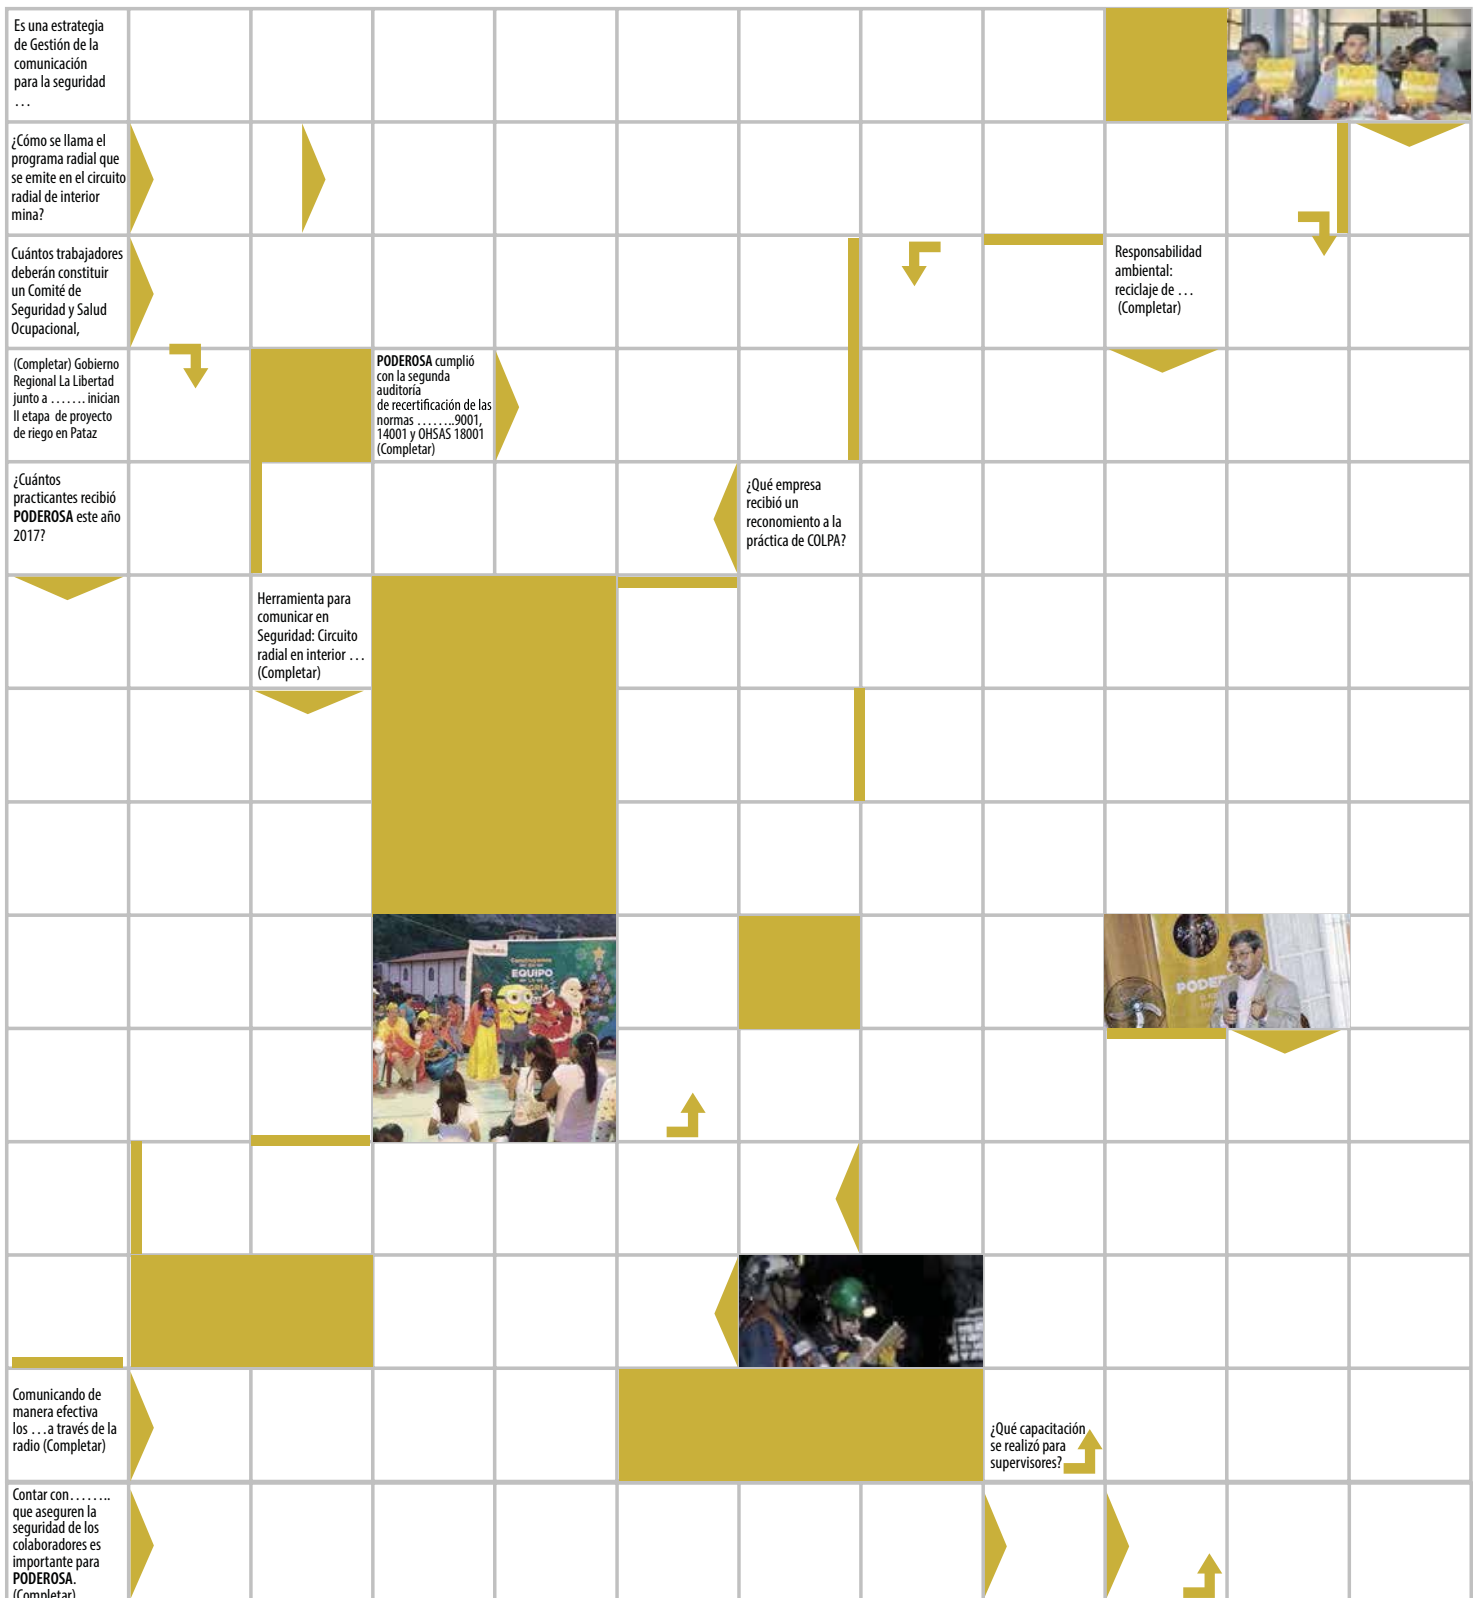 Es una estrategia
de Gestión de la
comunicación
para la seguridad
...
¿Cómo se llama el
programa radial que
se emite en el circuito
radial de interior
mina?
Cuántos trabajadores
deberán constituir
un Comité de
Seguridad y Salud
Ocupacional,
Responsabilidad
ambiental:
reciclaje de ...
(Completar)
(Completar) Gobierno
Regional La Libertad
junto a ....... inician
II etapa de proyecto
de riego en Pataz
PODEROSA cumplió
con la segunda
auditoría
de recertificación de las
normas ........9001,
14001 y OHSAS 18001
(Completar)
¿Cuántos
practicantes recibió
PODEROSA este año
2017?
¿Qué empresa
recibió un
reconomiento a la
práctica de COLPA?
Herramienta para
comunicar en
Seguridad: Circuito
radial en interior ...
(Completar)
EQUIPO
PODE
Comunicando de
manera efectiva
los ...a través de la
radio (Completar)
¿Qué capacitación
se realizó para
supervisores?
Contar con........
que aseguren la
seguridad de los
colaboradores es
importante para
PODEROSA.
(Completar)